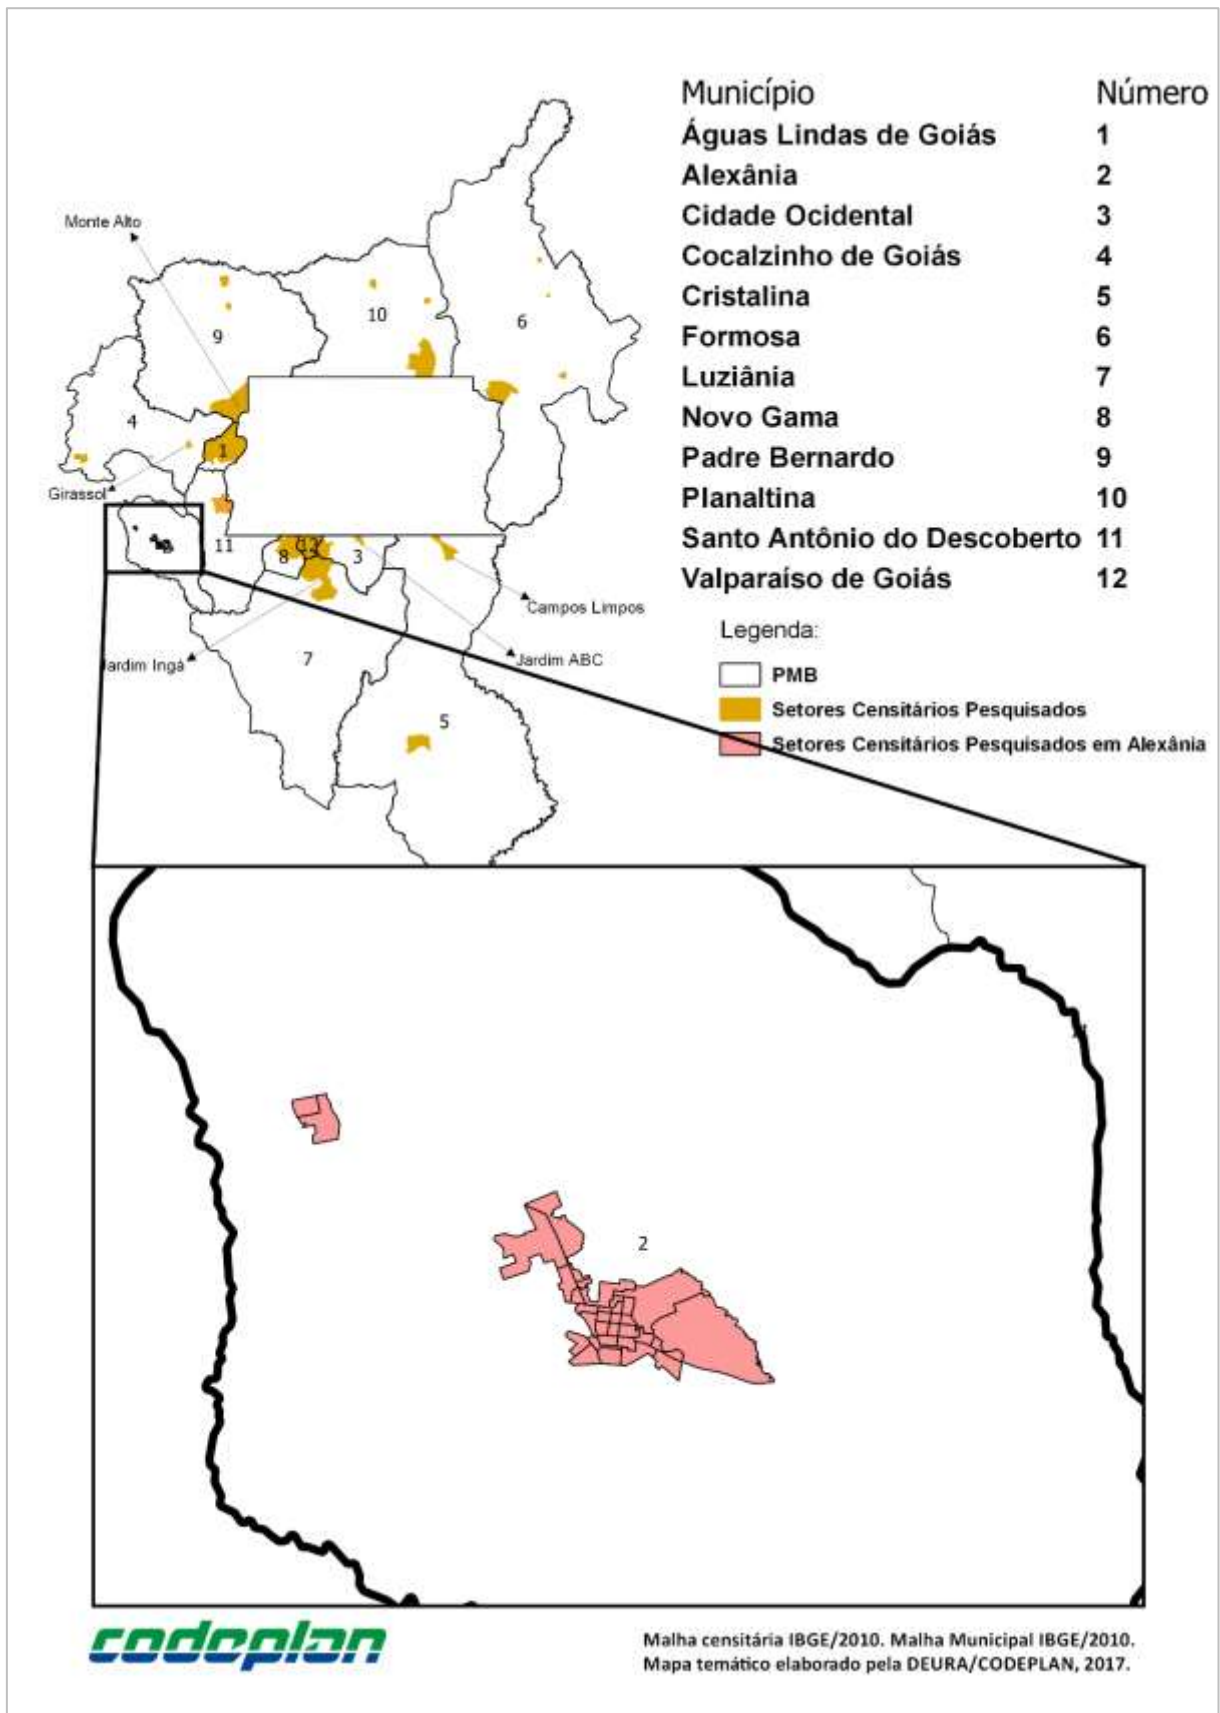 Município Número
Águas Lindas de Goiás 1
Alexânia 2
Cidade Ocidental 3
Cocalzinho de Goiás 4
Cristalina 5
Formosa 6
Luziânia 7
Novo Gama 8
Padre Bernardo 9
Planaltina 10
Santo Antônio do Descoberto 11
Valparaíso de Goiás 12
Legenda:
PMB
Setores Censitários Pesquisados
Setores Censitários Pesquisados em Alexânia
Monte Alto
10
6
9
4
1
Girassol
11
8
12
3
Campos Limpos
Jardim Ingá
7
Jardim ABC
5
2
codeplan
Malha censitária IBGE/2010. Malha Municipal IBGE/2010.
Mapa temático elaborado pela DEURA/CODEPLAN, 2017.